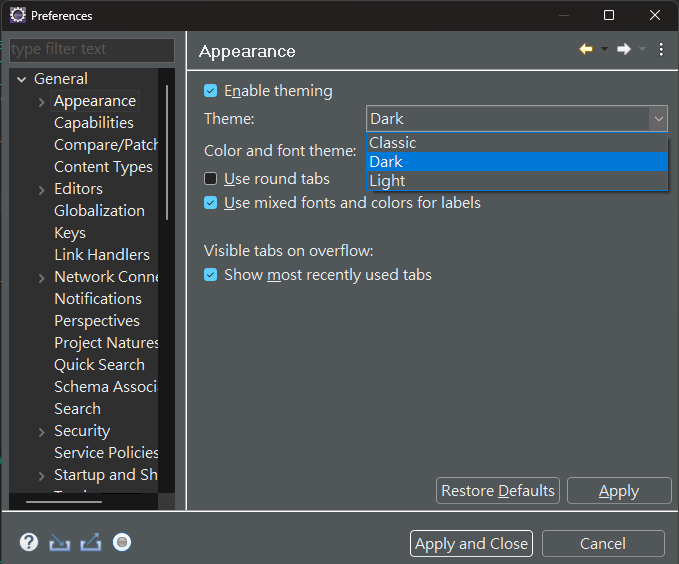 Preferences
type filter text
General
Appearance
Capabilities
Compare/Patch
Content Types
Editors
Globalization
Keys
Link Handlers
Network Conne
Notifications
Perspectives
Project Natures
Quick Search
Schema Associa
Search
Security
Service Policies
Startup and Sh
Appearance
Enable theming
Theme:
Dark
Classic
Dark
Light
Color and font theme:
Use round tabs
Use mixed fonts and colors for labels
Visible tabs on overflow:
Show most recently used tabs
Restore Defaults
Apply
Apply and Close
Cancel